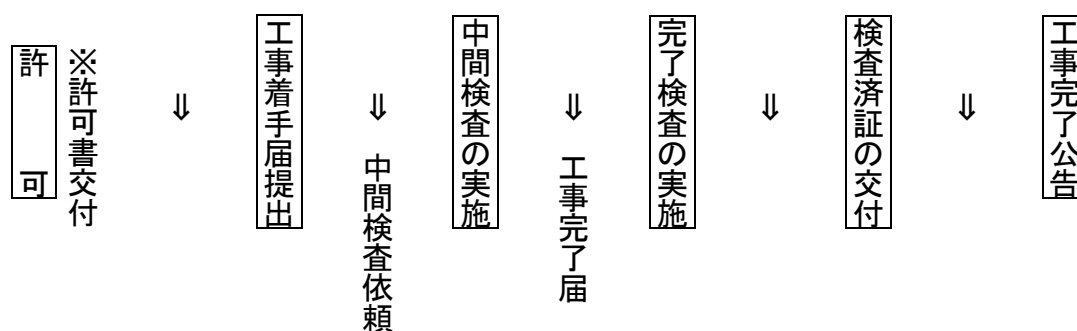 許可
※許可書交付
⇓
工事着手届提出
⇓
中間検査依頼
中間検査の実施
⇓
工事完了届
完了検査の実施
⇓
検査済証の交付
⇓
工事完了公告